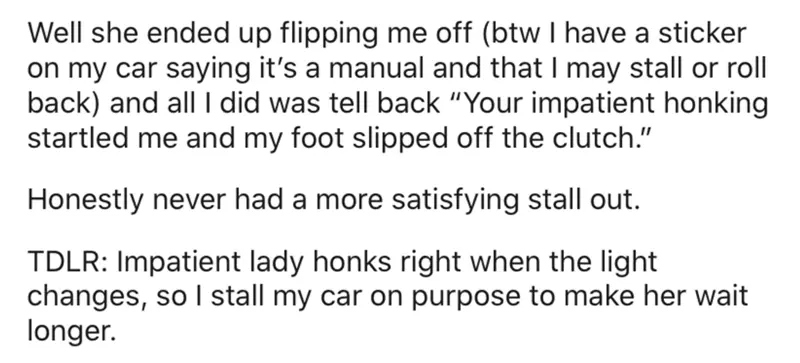 Well she ended up flipping me off (btw I have a sticker
on my car saying it's a manual and that I may stall or roll
back) and all I did was tell back “Your impatient honking
startled me and my foot slipped off the clutch.”
Honestly never had a more satisfying stall out.
TDLR: Impatient lady honks right when the light
changes, so I stall my car on purpose to make her wait
longer.